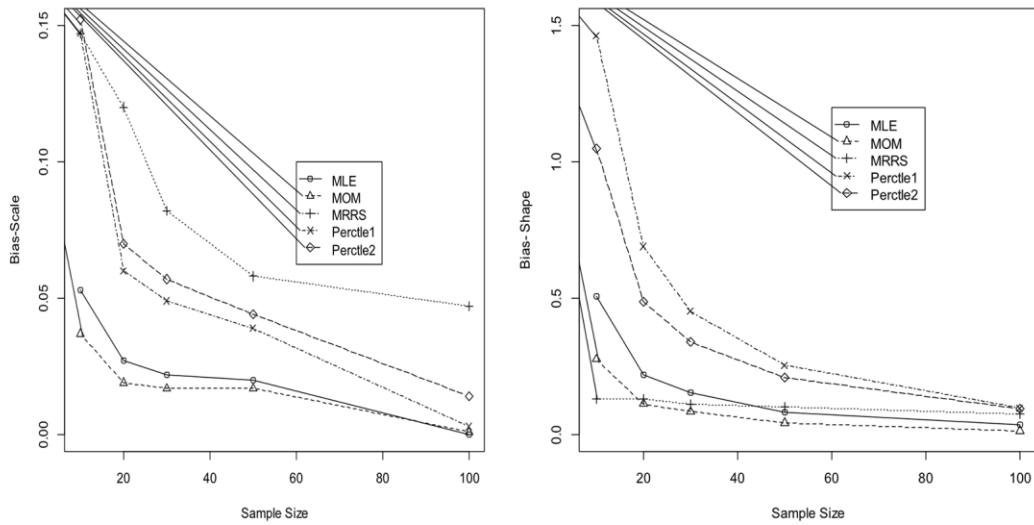 Bias-Scale
0.15
0.10
0.05
0.00
MLE
MOM
MRRS
Perctle1
Perctle2
20 40 60 80 100
Sample Size
Bias- Shape
1.5
1.0
0.5
0.0
MLE
MOM
MRRS
Perctle1
Perctle2
20 40 60 80 100
Sample Size